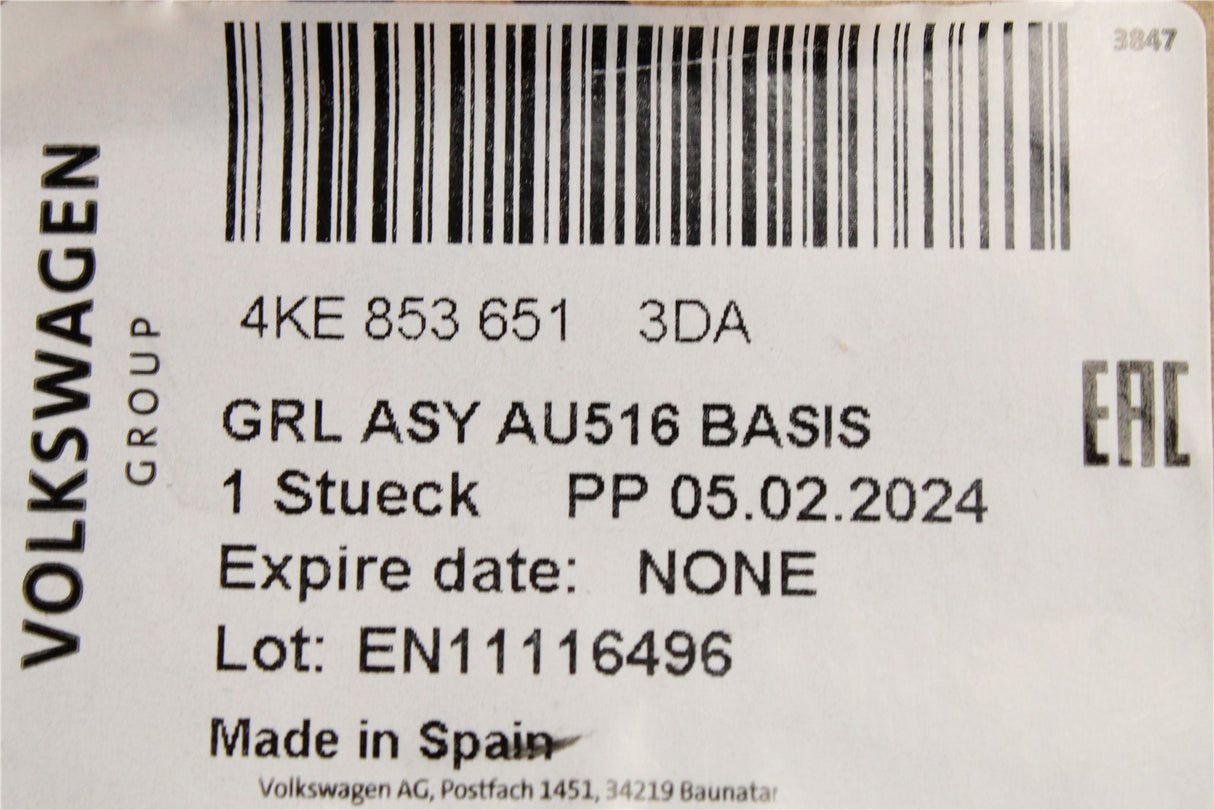 3847
VOLKSWAGEN
GROUP
4KE 853 651 3DA
GRL ASY AU516 BASIS
1 Stueck PP 05.02.2024
Expire date: NONE
Lot: EN11116496
EAC
Made in Spain
Volkswagen AG, Postfach 1451, 34219 Baunatal